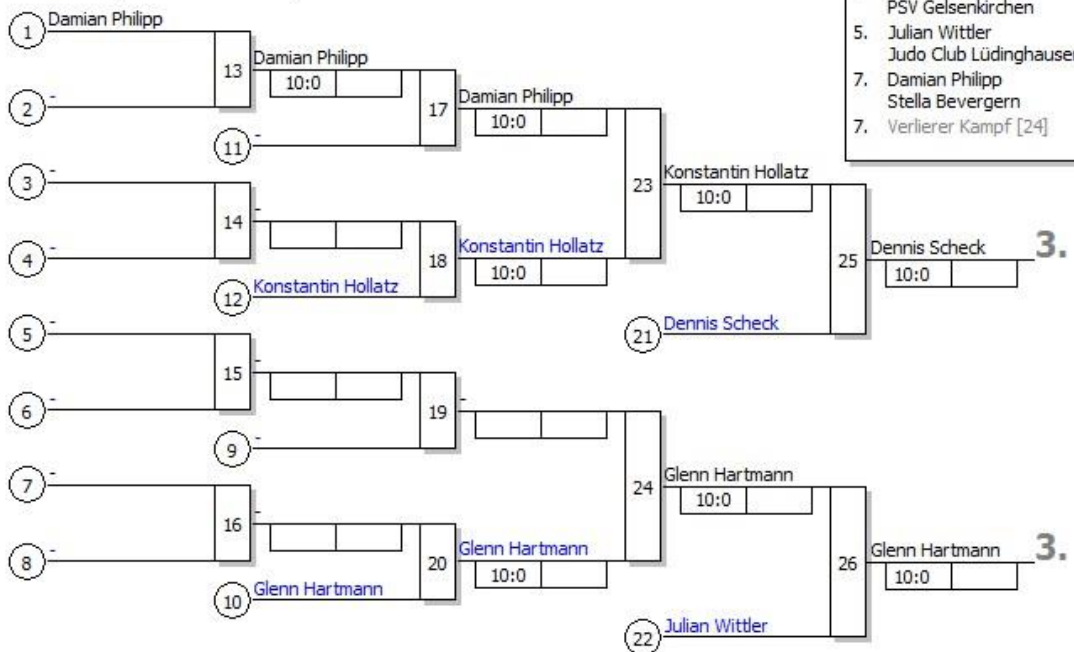 PSV Gelsenkirchen
5. Julian Wittler
Judo Club Lüdinghausen
7. Damian Philipp
Stella Bevergern
7. Verlierer Kampf [24]
1 Damian Philipp
13 Damian Philipp
10:0
2 -
17 Damian Philipp
10:0
11 -
3 -
23 Konstantin Hollatz
10:0
14 -
4 -
18 Konstantin Hollatz
10:0
12 Konstantin Hollatz
25 Dennis Scheck 3.
10:0
5 -
21 Dennis Scheck
15 -
6 -
19 -
9 -
7 -
24 Glenn Hartmann
10:0
16 -
8 -
20 Glenn Hartmann
10:0
10 Glenn Hartmann
26 Glenn Hartmann 3.
10:0
22 Julian Wittler